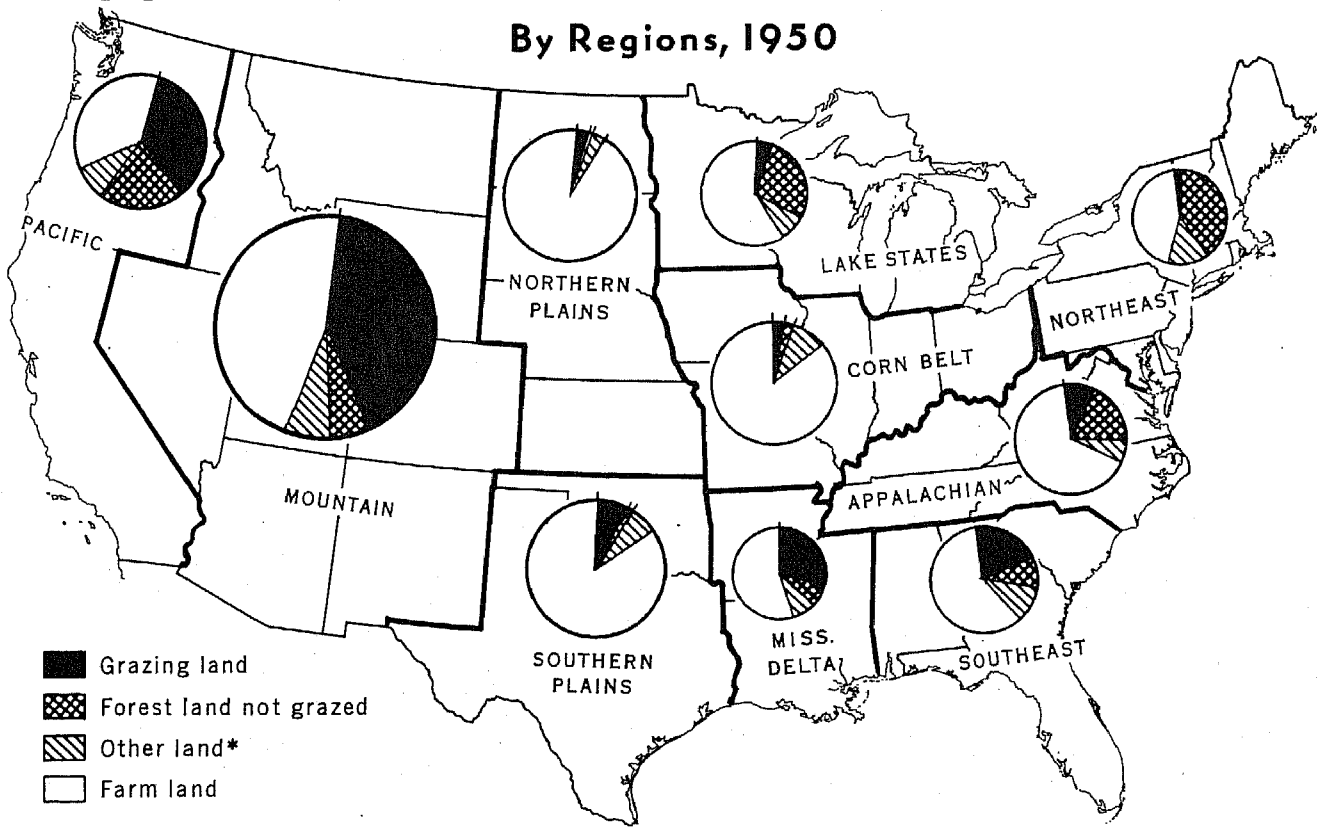 By Regions, 1950
PACIFIC
NORTHERN
PLAINS
LAKE STATES
NORTHEAST
CORN BELT
MOUNTAIN
APPALACHIAN
SOUTHERN
PLAINS
MISS.
DELTA
SOUTHEAST
Grazing land
Forest land not grazed
Other land*
Farm land